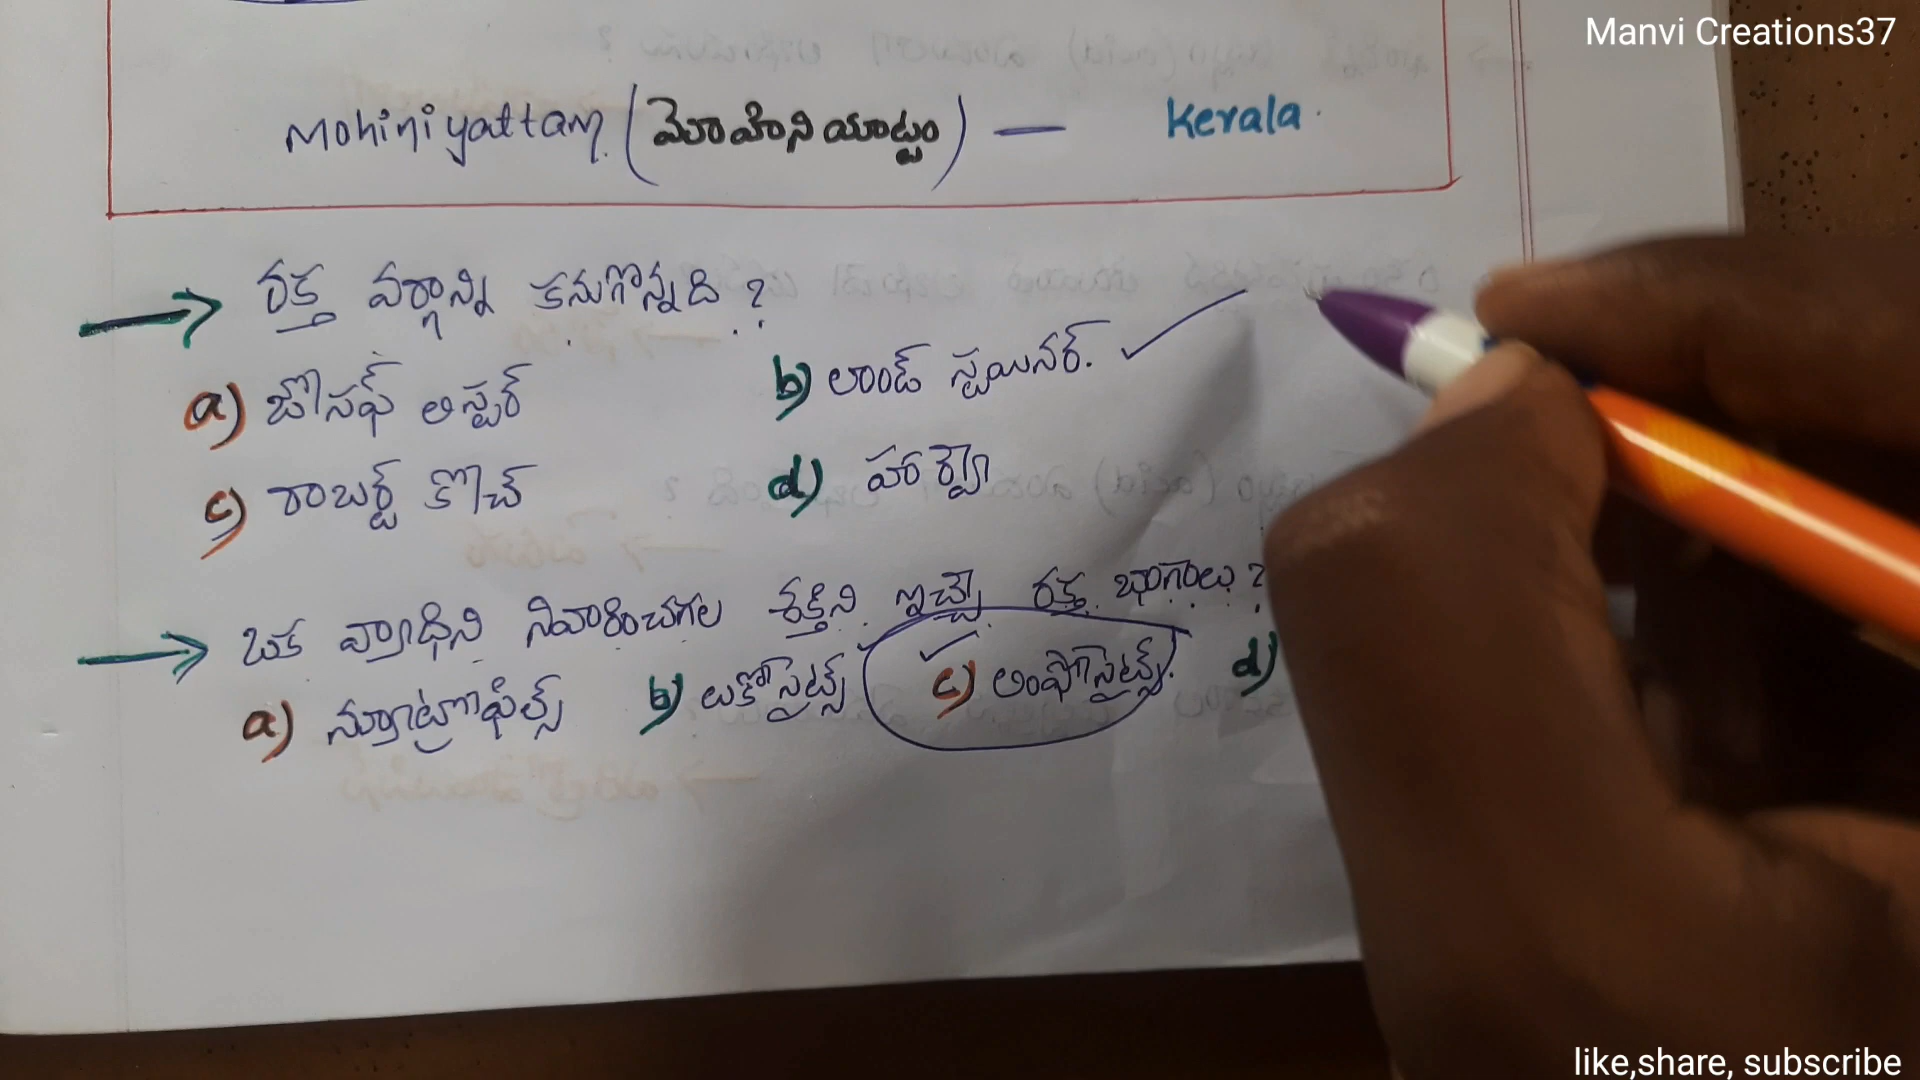 Manvi Creations37
Mohiniyattam (మోహినియాట్టం) — Kerala.
→ రక్త వర్ణాన్ని కనుగొన్నది ?
a) జోసఫ్ లిస్టర్ b) లాండ్ స్టయినర్.
c) రాబర్ట్ కోచ్ d) హార్వే
→ ఒక వ్యాధిని నివారించగల శక్తిని ఇచ్చే రక్త భాగాలు ?
a) న్యూట్రోఫిల్స్ b) లుకోసైట్స్ c) లింఫోసైట్స్. d)
like,share, subscribe